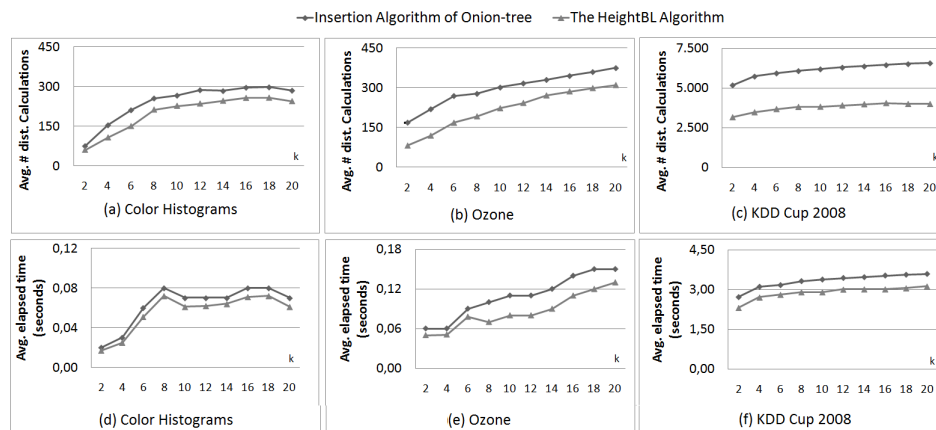 Insertion Algorithm of Onion-tree
The HeightBL Algorithm
Avg. # dist. Calculations
450
300
150
0
k
2 4 6 8 10 12 14 16 18 20
(a) Color Histograms
Avg. # dist. Calculations
450
300
150
0
k
2 4 6 8 10 12 14 16 18 20
(b) Ozone
Avg. # dist. Calculations
7.500
5.000
2.500
0
k
2 4 6 8 10 12 14 16 18 20
(c) KDD Cup 2008
Avg. elapsed time
(seconds)
0,12
0,08
0,04
0,00
k
2 4 6 8 10 12 14 16 18 20
(d) Color Histograms
Avg. elapsed time
(seconds)
0,18
0,12
0,06
0,00
k
2 4 6 8 10 12 14 16 18 20
(e) Ozone
Avg. elapsed time
(seconds)
4,50
3,00
1,50
0,00
k
2 4 6 8 10 12 14 16 18 20
(f) KDD Cup 2008